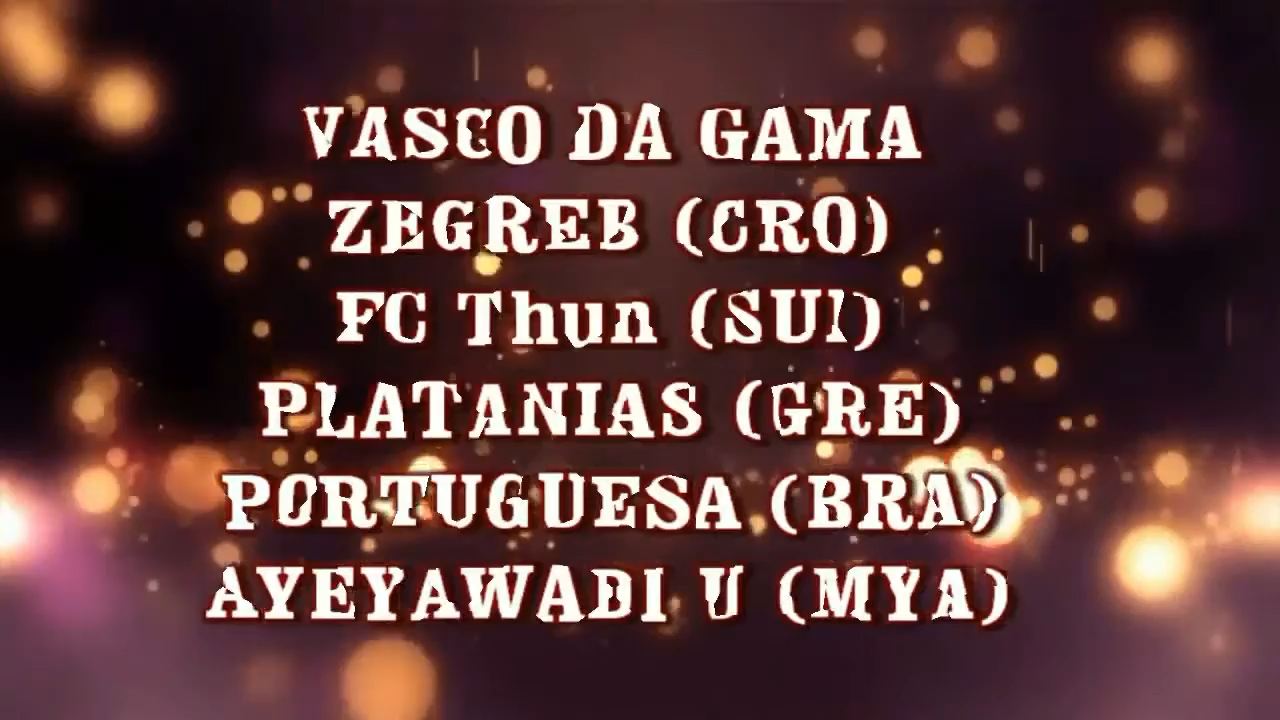 VASCO DA GAMA
ZEGREB (CRO)
FC Thun (SUI)
PLATANIAS (GRE)
PORTUGUESA (BRA)
AYEYAWADI U (MYA)